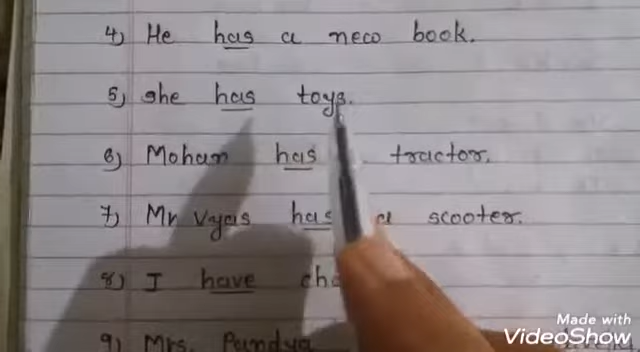 4) He has a new book.
5) she has toys.
6) Mohan has tractor.
7) Mr Vyas has a scooter.
8) I have
9) Mrs. Pandya
Made with
VideoShow